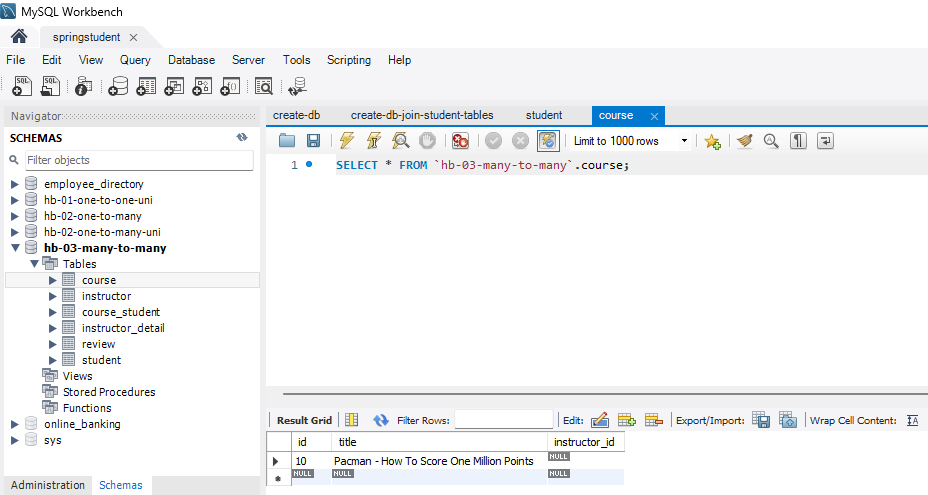 MySQL Workbench
springstudent
File Edit View Query Database Server Tools Scripting Help
Navigator
SCHEMAS
Filter objects
employee_directory
hb-01-one-to-one-uni
hb-02-one-to-many
hb-02-one-to-many-uni
hb-03-many-to-many
Tables
course
instructor
course_student
instructor_detail
review
student
Views
Stored Procedures
Functions
online_banking
sys
Administration Schemas
create-db create-db-join-student-tables student course
Limit to 1000 rows
1 SELECT * FROM `hb-03-many-to-many`.course;
Result Grid Filter Rows: Edit: Export/Import: Wrap Cell Content:
id title instructor_id
10 Pacman - How To Score One Million Points NULL
NULL NULL NULL